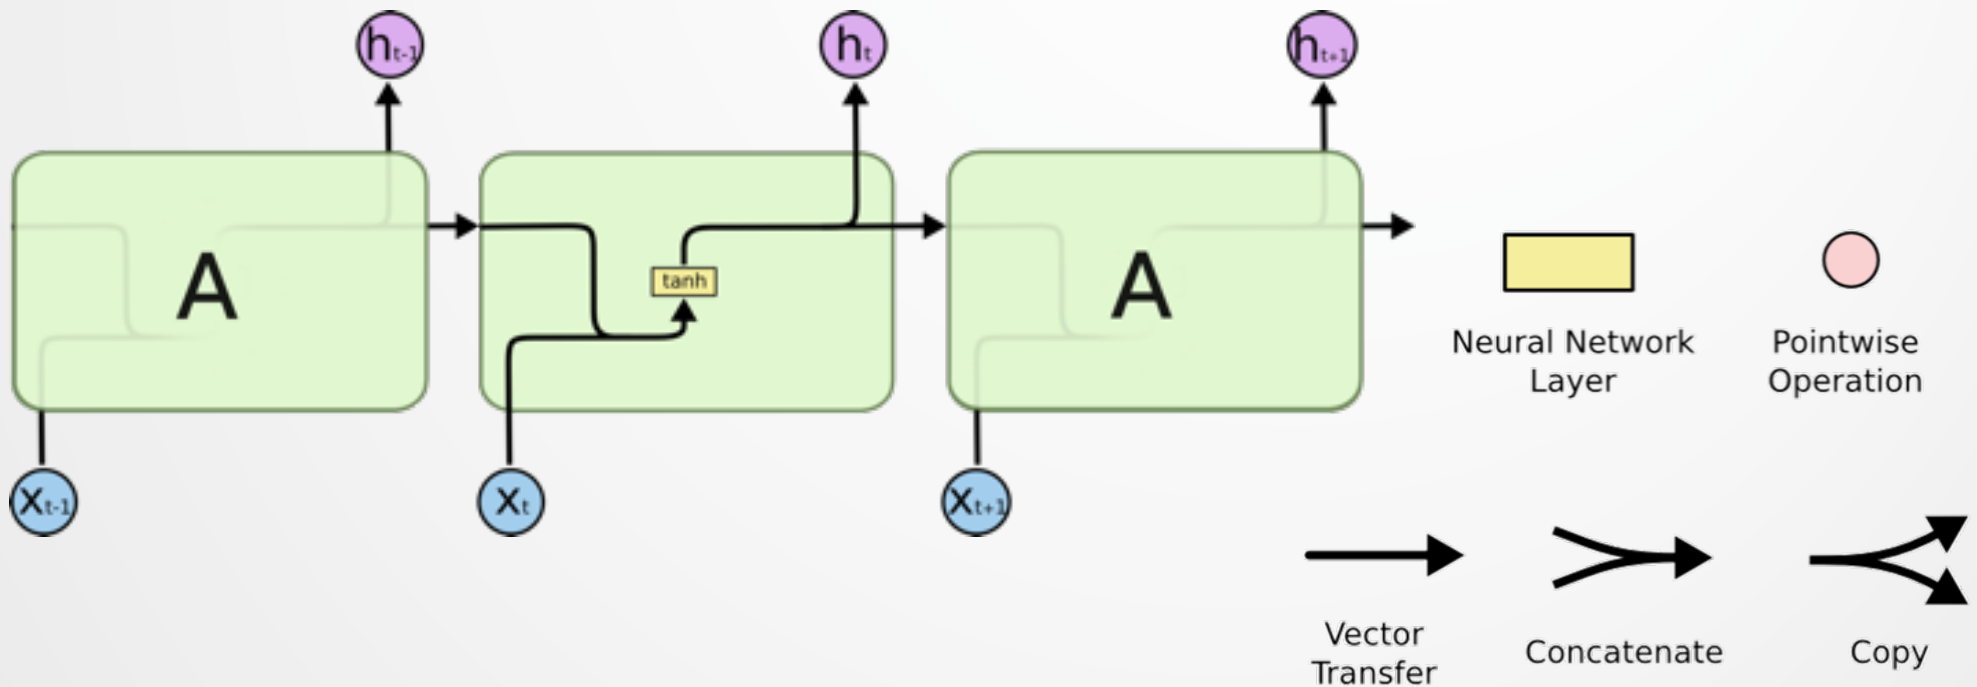 ht-1
ht
ht+1
A
tanh
A
Neural Network
Layer
Pointwise
Operation
xt-1
xt
xt+1
Vector
Transfer
Concatenate
Copy